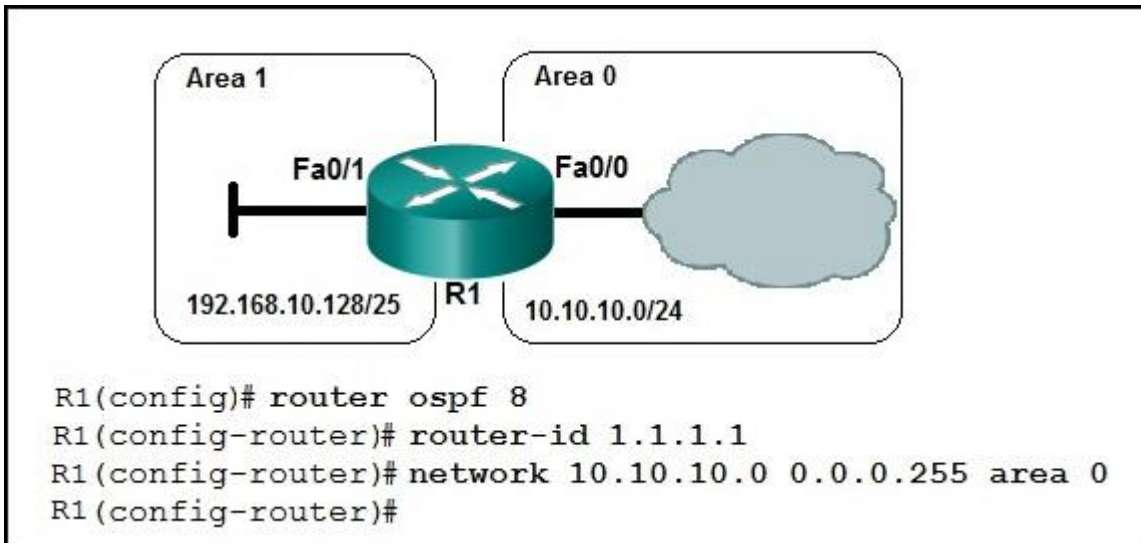 Area 1
Area 0
Fa0/1
Fa0/0
R1
192.168.10.128/25
10.10.10.0/24
R1(config)# router ospf 8
R1(config-router)# router-id 1.1.1.1
R1(config-router)# network 10.10.10.0 0.0.0.255 area 0
R1(config-router)#